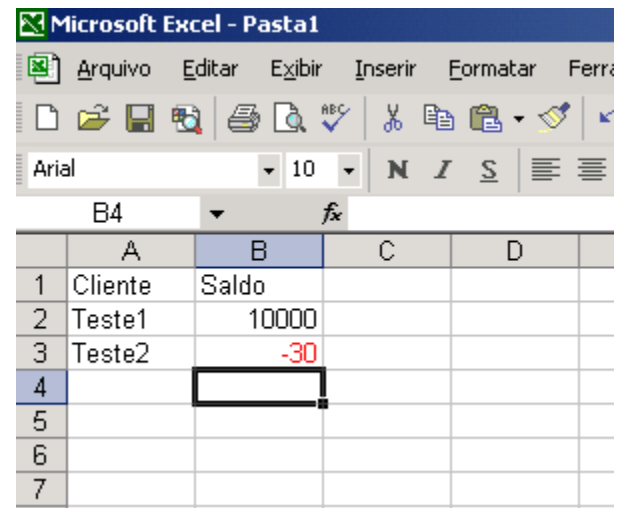 Microsoft Excel - Pasta1
Arquivo Editar Exibir Inserir Formatar Ferra
ABC
Arial 10 N I S
B4 fx
A B C D
1 Cliente Saldo
2 Teste1 10000
3 Teste2 -30
4
5
6
7